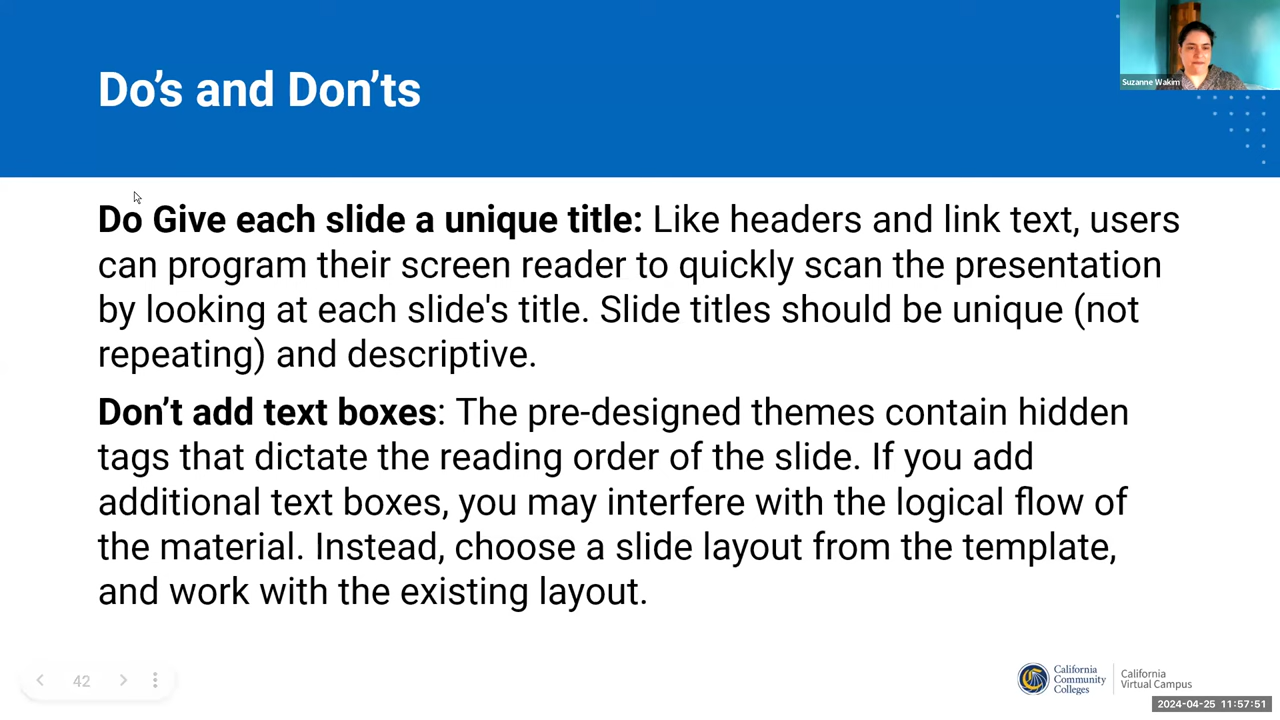 Do’s and Don’ts
Suzanne Wakim
Do Give each slide a unique title: Like headers and link text, users
can program their screen reader to quickly scan the presentation
by looking at each slide's title. Slide titles should be unique (not
repeating) and descriptive.
Don’t add text boxes: The pre-designed themes contain hidden
tags that dictate the reading order of the slide. If you add
additional text boxes, you may interfere with the logical flow of
the material. Instead, choose a slide layout from the template,
and work with the existing layout.
42
California
Community
Colleges
California
Virtual Campus
2024-04-25 11:57:51